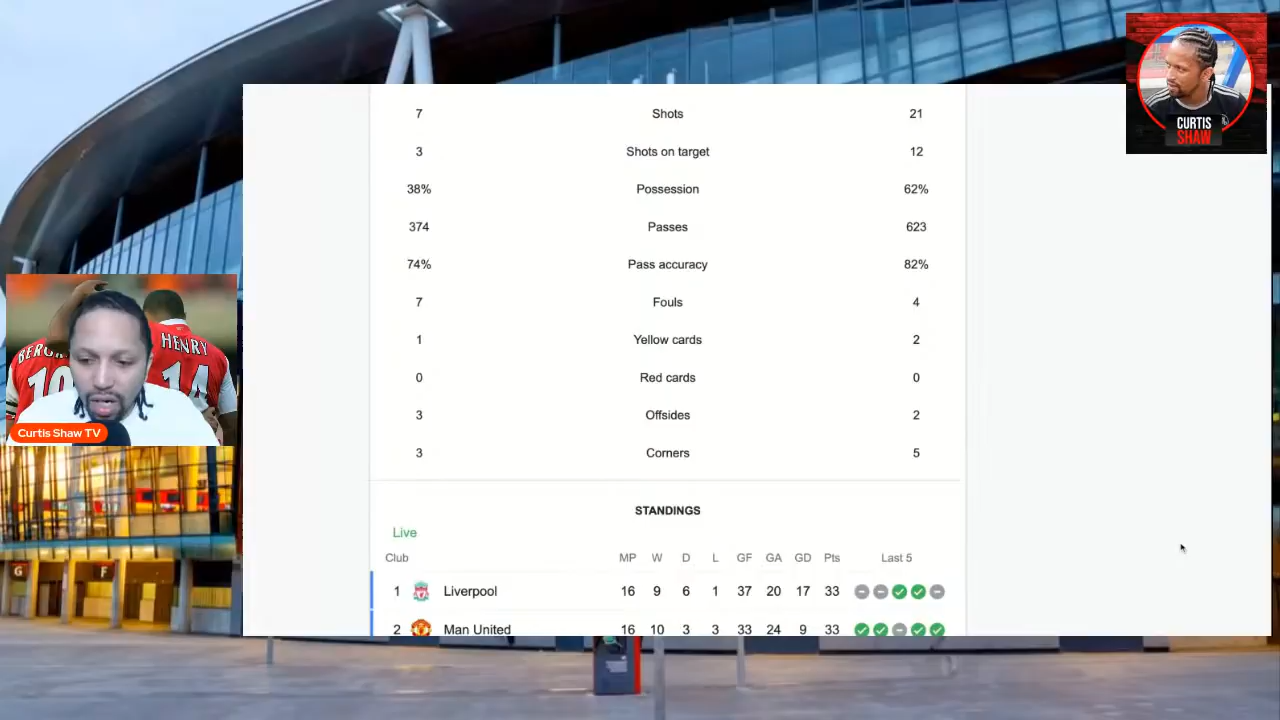 7 Shots 21
3 Shots on target 12
38% Possession 62%
374 Passes 623
74% Pass accuracy 82%
7 Fouls 4
1 Yellow cards 2
0 Red cards 0
3 Offsides 2
3 Corners 5
STANDINGS
Live
Club MP W D L GF GA GD Pts Last 5
1 Liverpool 16 9 6 1 37 20 17 33
2 Man United 16 10 3 3 33 24 9 33
CURTIS
SHAW
HENRY
10 14
Curtis Shaw TV
G F